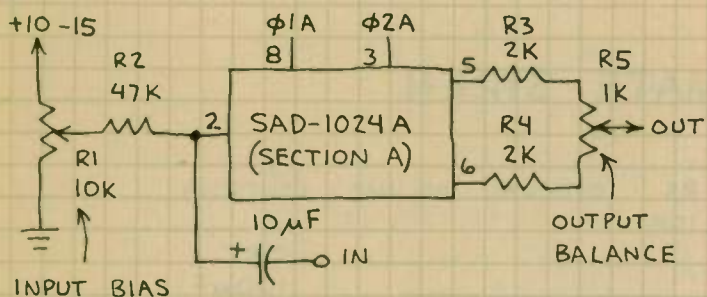 +10-15
R2
47K
R1
10K
INPUT BIAS
Φ1A
Φ2A
8
3
2
SAD-1024A
(SECTION A)
5
6
10µF
+
IN
R3
2K
R4
2K
R5
1K
OUT
OUTPUT
BALANCE